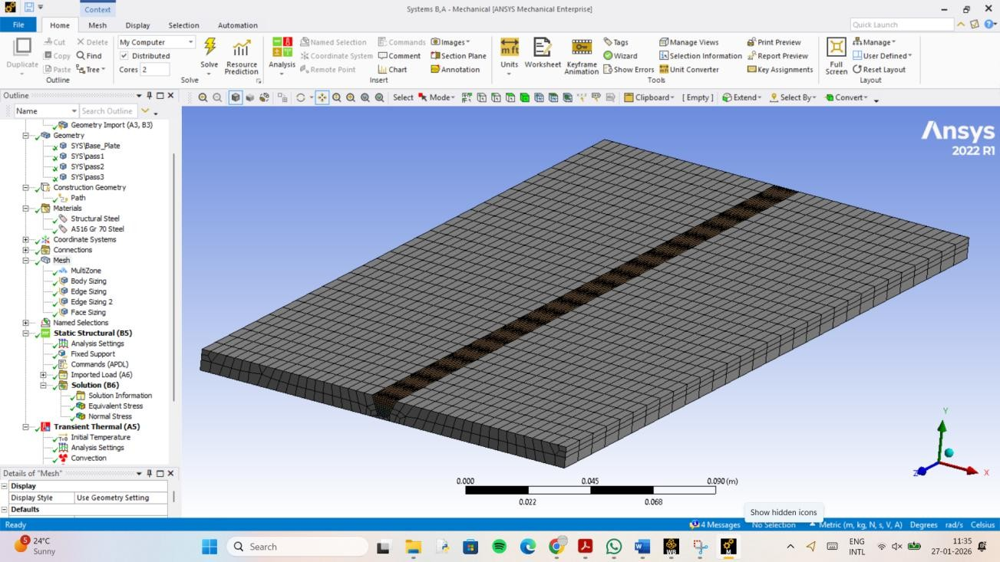 Context
Systems B,A - Mechanical [ANSYS Mechanical Enterprise]
File Home Mesh Display Selection Automation Quick Launch
Duplicate
Cut
Copy
Paste
Delete
Find
Tree
Outline
My Computer
Distributed
Cores 2
Solve
Resource Prediction
Solve
Analysis
Named Selection
Coordinate System
Remote Point
Commands
Comment
Chart
Images
Section Plane
Annotation
Insert
Units
Worksheet
Keyframe Animation
Tags
Wizard
Show Errors
Manage Views
Selection Information
Unit Converter
Print Preview
Report Preview
Key Assignments
Tools
Full Screen
Manage
User Defined
Reset Layout
Layout
Outline
Name Search Outline
Select Mode Clipboard [ Empty ] Extend Select By Convert
Geometry Import (A3, B3)
Geometry
SYS\Base_Plate
SYS\pass1
SYS\pass2
SYS\pass3
Construction Geometry
Path
Materials
Structural Steel
A516 Gr 70 Steel
Coordinate Systems
Connections
Mesh
MultiZone
Body Sizing
Edge Sizing
Edge Sizing 2
Face Sizing
Named Selections
Static Structural (B5)
Analysis Settings
Fixed Support
Commands (APDL)
Imported Load (A6)
Solution (B6)
Solution Information
Equivalent Stress
Normal Stress
Transient Thermal (A5)
Initial Temperature
Analysis Settings
Convection
Details of "Mesh"
Display
Display Style Use Geometry Setting
Defaults
Ansys
2022 R1
0.000 0.045 0.090 (m)
0.022 0.068
Y
Z
X
Show hidden icons
Ready 4 Messages No Selection Metric (m, kg, N, s, V, A) Degrees rad/s Celsius
5
24°C
Sunny
Search
WB
M
ENG
INTL
11:35
27-01-2026